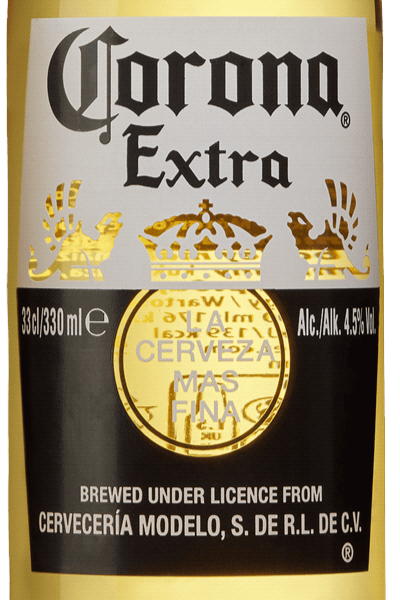 Corona
®
Extra
33 cl/330 ml ℮
Alc./Alk. 4.5% Vol.
LA
CERVEZA
MAS
FINA
BREWED UNDER LICENCE FROM
CERVECERÍA MODELO, S. DE R.L. DE C.V.
®